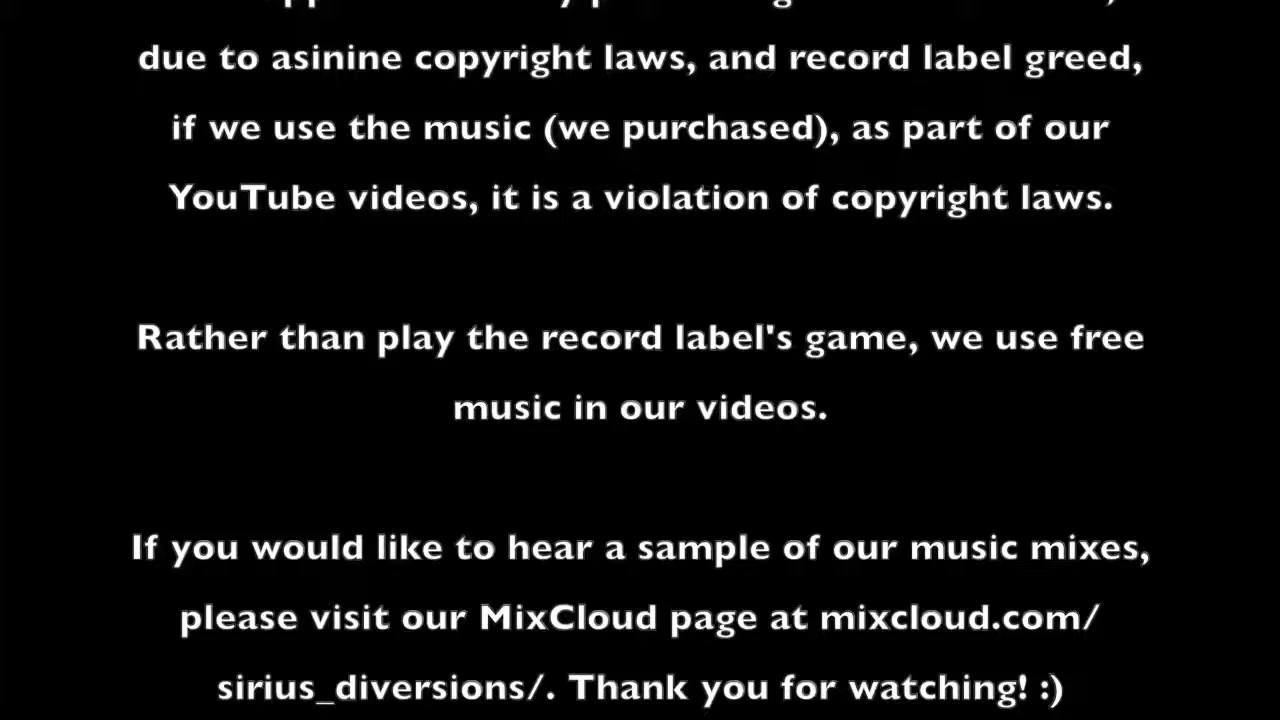 due to asinine copyright laws, and record label greed,
if we use the music (we purchased), as part of our
YouTube videos, it is a violation of copyright laws.
Rather than play the record label's game, we use free
music in our videos.
If you would like to hear a sample of our music mixes,
please visit our MixCloud page at mixcloud.com/
sirius_diversions/. Thank you for watching! :)